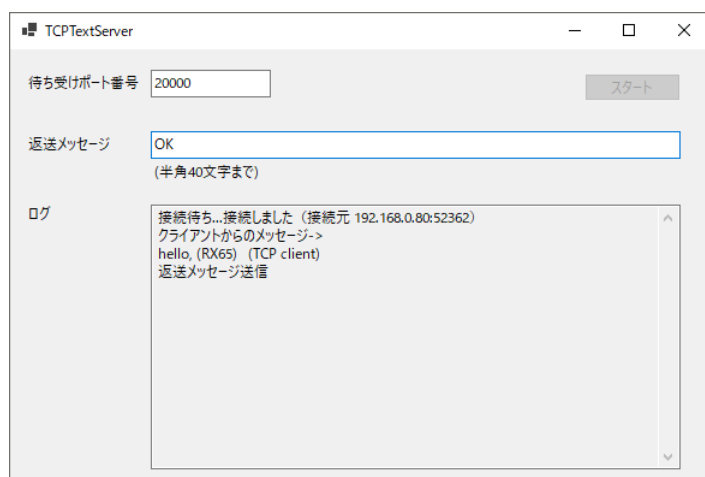 TCPTextServer
待ち受けポート番号 20000 スタート
返送メッセージ OK
(半角40文字まで)
ログ
接続待ち...接続しました（接続元 192.168.0.80:52362）
クライアントからのメッセージ->
hello, (RX65) (TCP client)
返送メッセージ送信